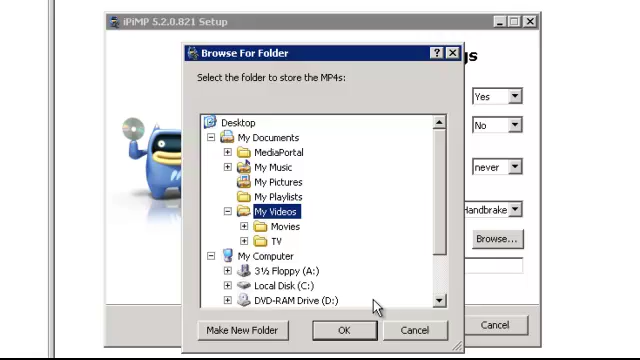 iPiMP 5.2.0.821 Setup
Browse For Folder
gs
Select the folder to store the MP4s:
Yes
No
never
Handbrake
Browse...
Desktop
My Documents
MediaPortal
My Music
My Pictures
My Playlists
My Videos
Movies
TV
My Computer
3½ Floppy (A:)
Local Disk (C:)
DVD-RAM Drive (D:)
Make New Folder
OK
Cancel
Cancel